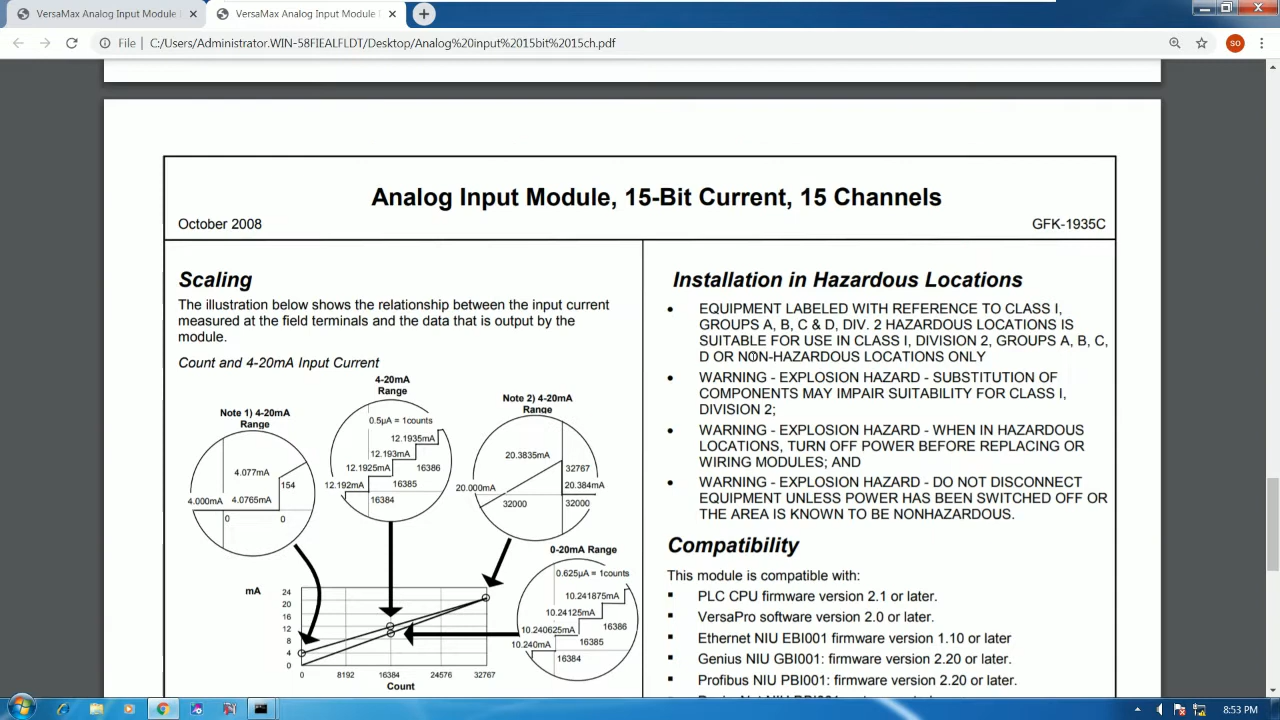 VersaMax Analog Input Module
VersaMax Analog Input Module
File
C:/Users/Administrator.WIN-58FIEALFLDT/Desktop/Analog%20input%2015bit%2015ch.pdf
SO
Analog Input Module, 15-Bit Current, 15 Channels
October 2008
GFK-1935C
Scaling
The illustration below shows the relationship between the input current
measured at the field terminals and the data that is output by the
module.
Count and 4-20mA Input Current
4-20mA
Range
0.5µA = 1counts
12.1935mA
12.193mA
12.1925mA
12.192mA
16386
16385
16384
Note 1) 4-20mA
Range
4.077mA
154
4.000mA
4.0765mA
0
0
Note 2) 4-20mA
Range
20.3835mA
32767
20.000mA
20.384mA
32000
32000
0-20mA Range
0.625µA = 1counts
10.241875mA
10.24125mA
10.240625mA
10.240mA
16386
16385
16384
mA
24
20
16
12
8
4
0
0
8192
16384
24576
32767
Count
Installation in Hazardous Locations
• EQUIPMENT LABELED WITH REFERENCE TO CLASS I,
GROUPS A, B, C & D, DIV. 2 HAZARDOUS LOCATIONS IS
SUITABLE FOR USE IN CLASS I, DIVISION 2, GROUPS A, B, C,
D OR NON-HAZARDOUS LOCATIONS ONLY
• WARNING - EXPLOSION HAZARD - SUBSTITUTION OF
COMPONENTS MAY IMPAIR SUITABILITY FOR CLASS I,
DIVISION 2;
• WARNING - EXPLOSION HAZARD - WHEN IN HAZARDOUS
LOCATIONS, TURN OFF POWER BEFORE REPLACING OR
WIRING MODULES; AND
• WARNING - EXPLOSION HAZARD - DO NOT DISCONNECT
EQUIPMENT UNLESS POWER HAS BEEN SWITCHED OFF OR
THE AREA IS KNOWN TO BE NONHAZARDOUS.
Compatibility
This module is compatible with:
▪ PLC CPU firmware version 2.1 or later.
▪ VersaPro software version 2.0 or later.
▪ Ethernet NIU EBI001 firmware version 1.10 or later
▪ Genius NIU GBI001: firmware version 2.20 or later.
▪ Profibus NIU PBI001: firmware version 2.20 or later.
8:53 PM